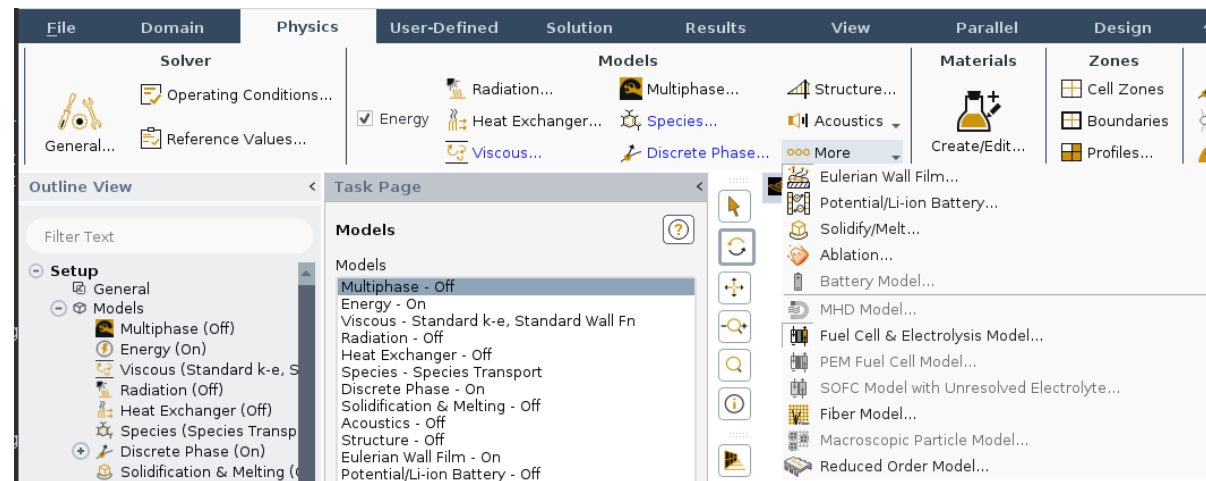 File Domain Physics User-Defined Solution Results View Parallel Design
Solver Models Materials Zones
Operating Conditions...
Reference Values...
General...
Energy
Radiation...
Heat Exchanger...
Viscous...
Multiphase...
Species...
Discrete Phase...
Structure...
Acoustics
More
Create/Edit...
Cell Zones
Boundaries
Profiles...
Outline View <
Filter Text
Setup
General
Models
Multiphase (Off)
Energy (On)
Viscous (Standard k-e, S
Radiation (Off)
Heat Exchanger (Off)
Species (Species Transp
Discrete Phase (On)
Solidification & Melting (
Task Page <
Models
?
Models
Multiphase - Off
Energy - On
Viscous - Standard k-e, Standard Wall Fn
Radiation - Off
Heat Exchanger - Off
Species - Species Transport
Discrete Phase - On
Solidification & Melting - Off
Acoustics - Off
Structure - Off
Eulerian Wall Film - On
Potential/Li-ion Battery - Off
Eulerian Wall Film...
Potential/Li-ion Battery...
Solidify/Melt...
Ablation...
Battery Model...
MHD Model...
Fuel Cell & Electrolysis Model...
PEM Fuel Cell Model...
SOFC Model with Unresolved Electrolyte...
Fiber Model...
Macroscopic Particle Model...
Reduced Order Model...